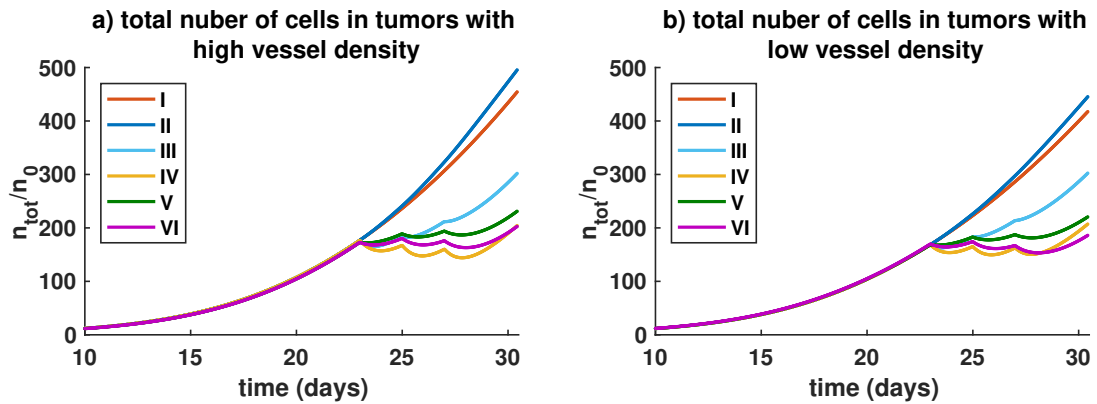 a) total nuber of cells in tumors with
high vessel density
500
400
300
200
100
0
n_tot/n_0
I
II
III
IV
V
VI
10
15
20
25
30
time (days)
b) total nuber of cells in tumors with
low vessel density
500
400
300
200
100
0
n_tot/n_0
I
II
III
IV
V
VI
10
15
20
25
30
time (days)